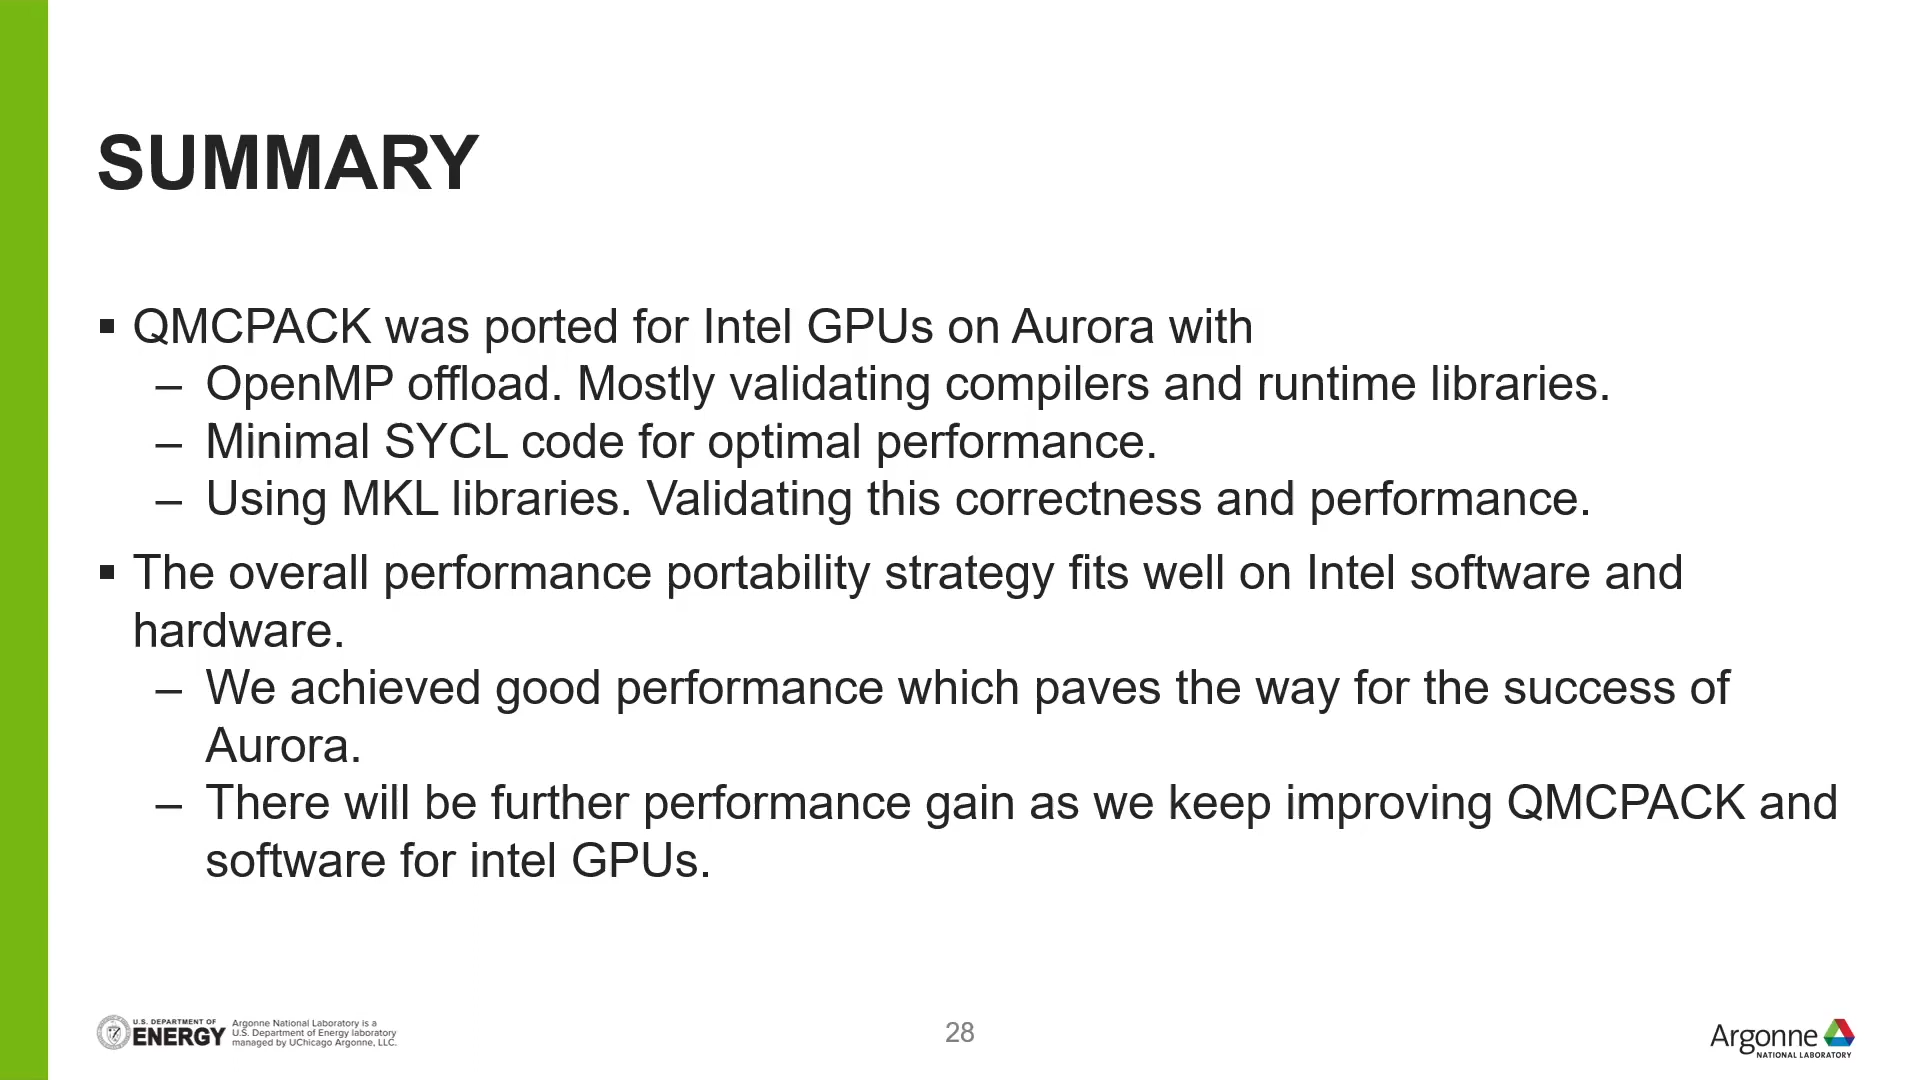 SUMMARY
▪ QMCPACK was ported for Intel GPUs on Aurora with
– OpenMP offload. Mostly validating compilers and runtime libraries.
– Minimal SYCL code for optimal performance.
– Using MKL libraries. Validating this correctness and performance.
▪ The overall performance portability strategy fits well on Intel software and
hardware.
– We achieved good performance which paves the way for the success of
Aurora.
– There will be further performance gain as we keep improving QMCPACK and
software for intel GPUs.
U.S. DEPARTMENT OF
ENERGY
Argonne National Laboratory is a
U.S. Department of Energy laboratory
managed by UChicago Argonne, LLC.
28
Argonne
NATIONAL LABORATORY